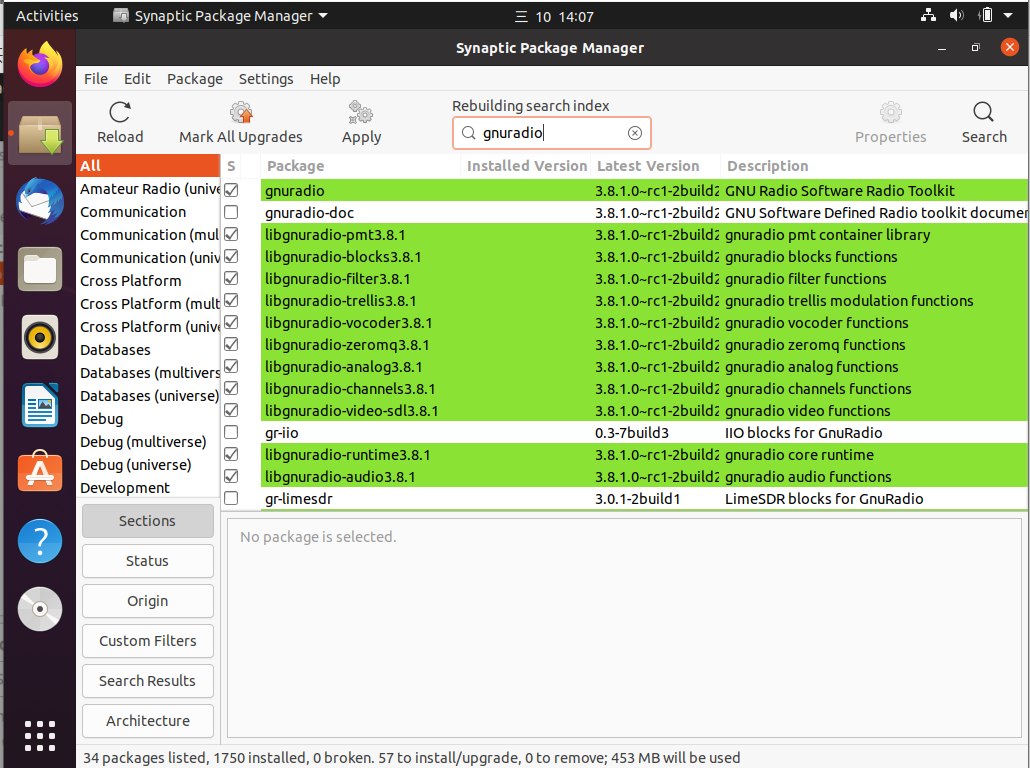 Activities Synaptic Package Manager 三 10 14:07
Synaptic Package Manager
File Edit Package Settings Help
Rebuilding search index
gnuradio
Reload Mark All Upgrades Apply Properties Search
All
Amateur Radio (unive
Communication
Communication (mul
Communication (univ
Cross Platform
Cross Platform (mult
Cross Platform (unive
Databases
Databases (multivers
Databases (universe)
Debug
Debug (multiverse)
Debug (universe)
Development
S Package Installed Version Latest Version Description
gnuradio 3.8.1.0~rc1-2build2 GNU Radio Software Radio Toolkit
gnuradio-doc 3.8.1.0~rc1-2build2 GNU Software Defined Radio toolkit documen
libgnuradio-pmt3.8.1 3.8.1.0~rc1-2build2 gnuradio pmt container library
libgnuradio-blocks3.8.1 3.8.1.0~rc1-2build2 gnuradio blocks functions
libgnuradio-filter3.8.1 3.8.1.0~rc1-2build2 gnuradio filter functions
libgnuradio-trellis3.8.1 3.8.1.0~rc1-2build2 gnuradio trellis modulation functions
libgnuradio-vocoder3.8.1 3.8.1.0~rc1-2build2 gnuradio vocoder functions
libgnuradio-zeromq3.8.1 3.8.1.0~rc1-2build2 gnuradio zeromq functions
libgnuradio-analog3.8.1 3.8.1.0~rc1-2build2 gnuradio analog functions
libgnuradio-channels3.8.1 3.8.1.0~rc1-2build2 gnuradio channels functions
libgnuradio-video-sdl3.8.1 3.8.1.0~rc1-2build2 gnuradio video functions
gr-iio 0.3-7build3 IIO blocks for GnuRadio
libgnuradio-runtime3.8.1 3.8.1.0~rc1-2build2 gnuradio core runtime
libgnuradio-audio3.8.1 3.8.1.0~rc1-2build2 gnuradio audio functions
gr-limesdr 3.0.1-2build1 LimeSDR blocks for GnuRadio
Sections
Status
Origin
Custom Filters
Search Results
Architecture
No package is selected.
34 packages listed, 1750 installed, 0 broken. 57 to install/upgrade, 0 to remove; 453 MB will be used